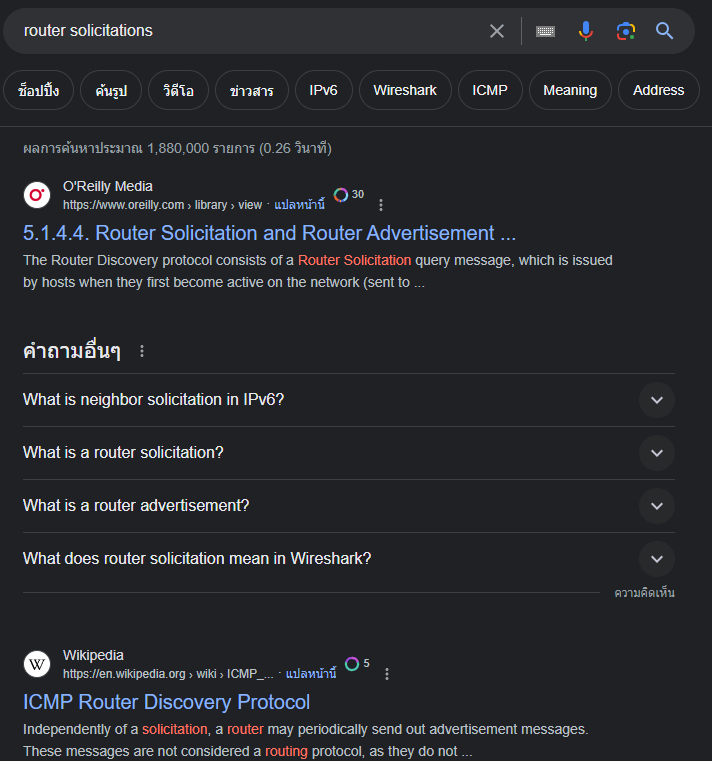 router solicitations
ช็อปปิ้ง ค้นรูป วิดีโอ ข่าวสาร IPv6 Wireshark ICMP Meaning Address
ผลการค้นหาประมาณ 1,880,000 รายการ (0.26 วินาที)
O'Reilly Media
https://www.oreilly.com › library › view · แปลหน้านี้ 30
5.1.4.4. Router Solicitation and Router Advertisement ...
The Router Discovery protocol consists of a Router Solicitation query message, which is issued
by hosts when they first become active on the network (sent to ...
คำถามอื่นๆ
What is neighbor solicitation in IPv6?
What is a router solicitation?
What is a router advertisement?
What does router solicitation mean in Wireshark?
ความคิดเห็น
W
Wikipedia
https://en.wikipedia.org › wiki › ICMP_... · แปลหน้านี้ 5
ICMP Router Discovery Protocol
Independently of a solicitation, a router may periodically send out advertisement messages.
These messages are not considered a routing protocol, as they do not ...